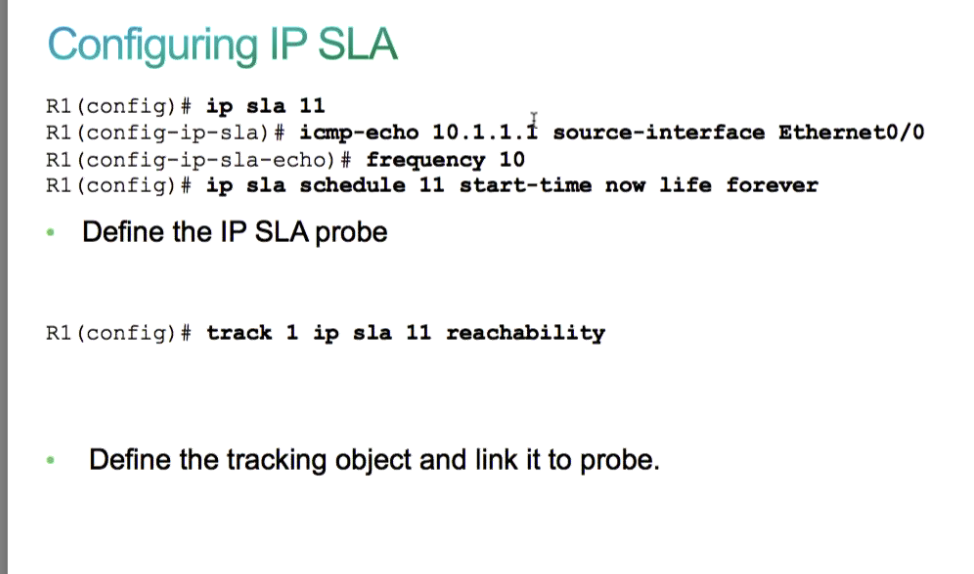 Configuring IP SLA
R1(config)# ip sla 11
R1(config-ip-sla)# icmp-echo 10.1.1.1 source-interface Ethernet0/0
R1(config-ip-sla-echo)# frequency 10
R1(config)# ip sla schedule 11 start-time now life forever
• Define the IP SLA probe
R1(config)# track 1 ip sla 11 reachability
• Define the tracking object and link it to probe.